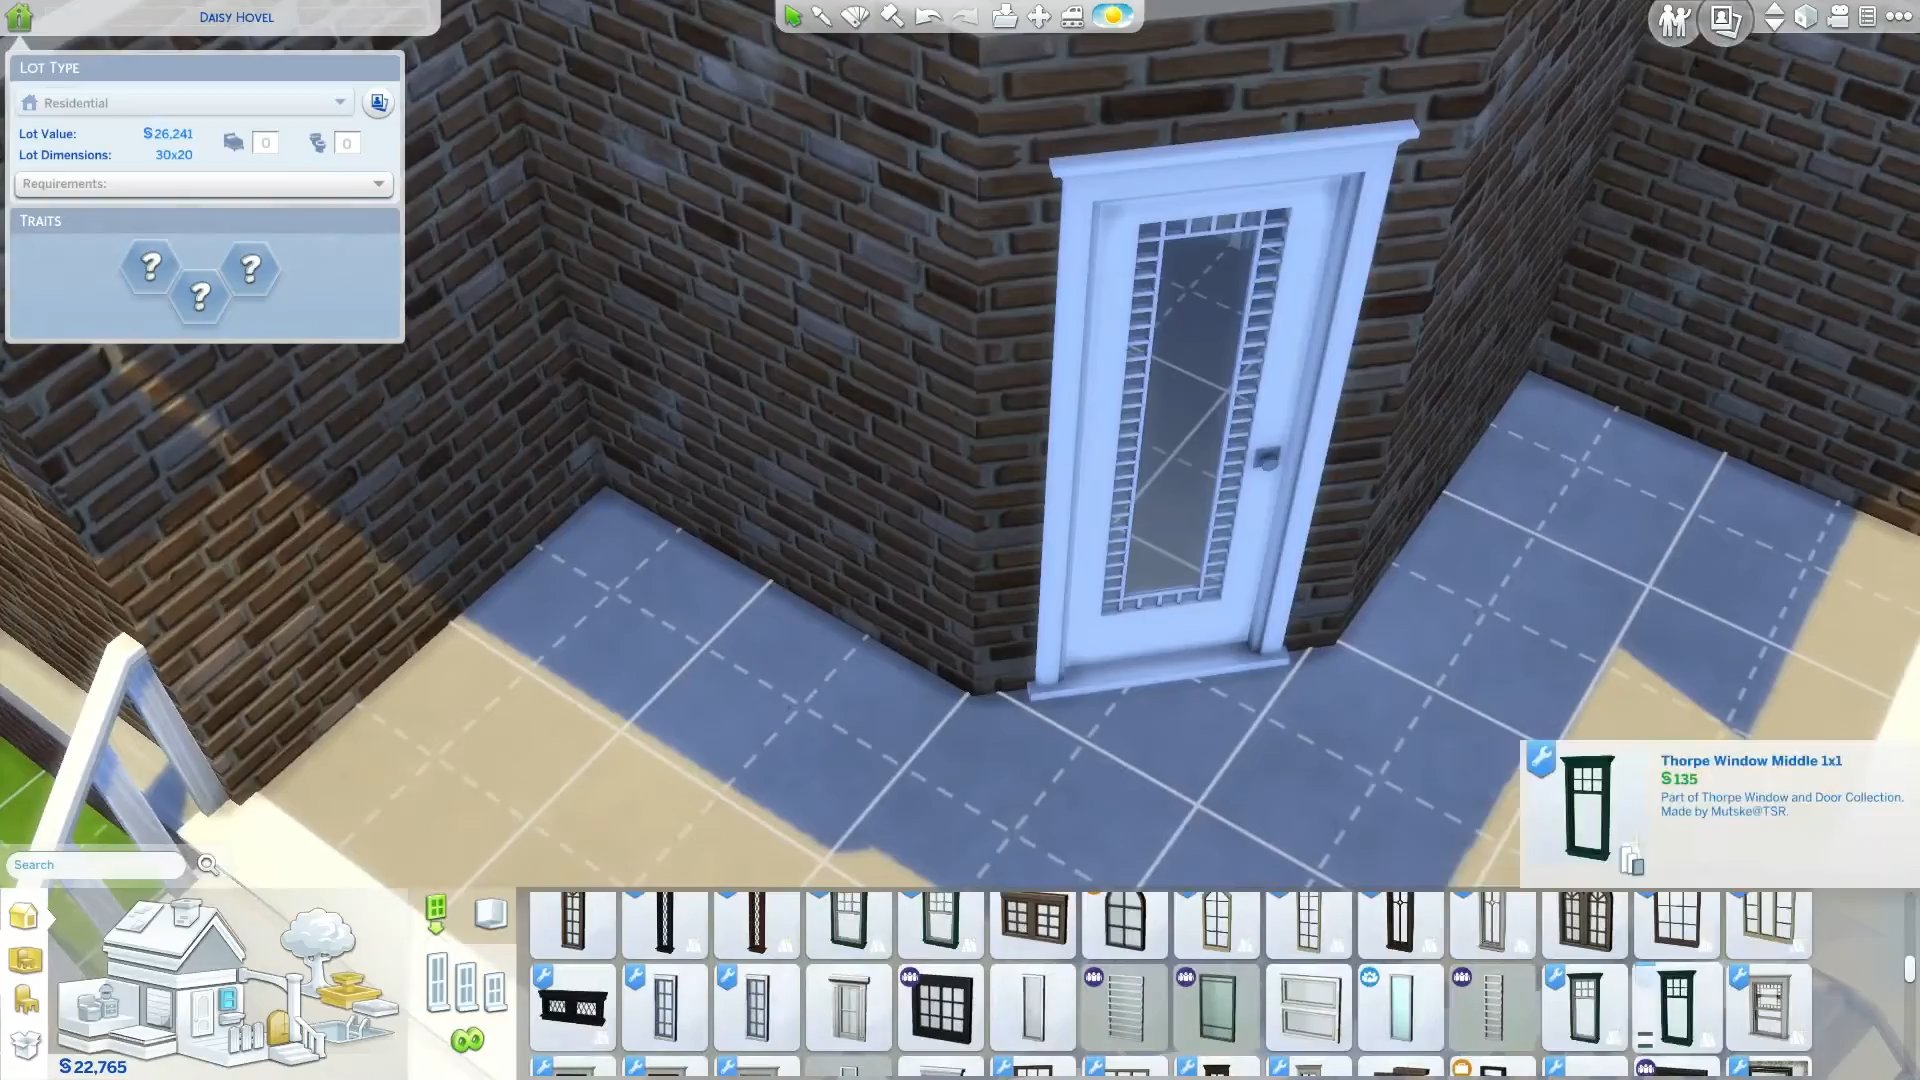 DAISY HOVEL
LOT TYPE
Residential
Lot Value: §26,241
0
0
Lot Dimensions: 30x20
Requirements:
TRAITS
? ? ?
Thorpe Window Middle 1x1
§135
Part of Thorpe Window and Door Collection.
Made by Mutske@TSR.
Search
§22,765